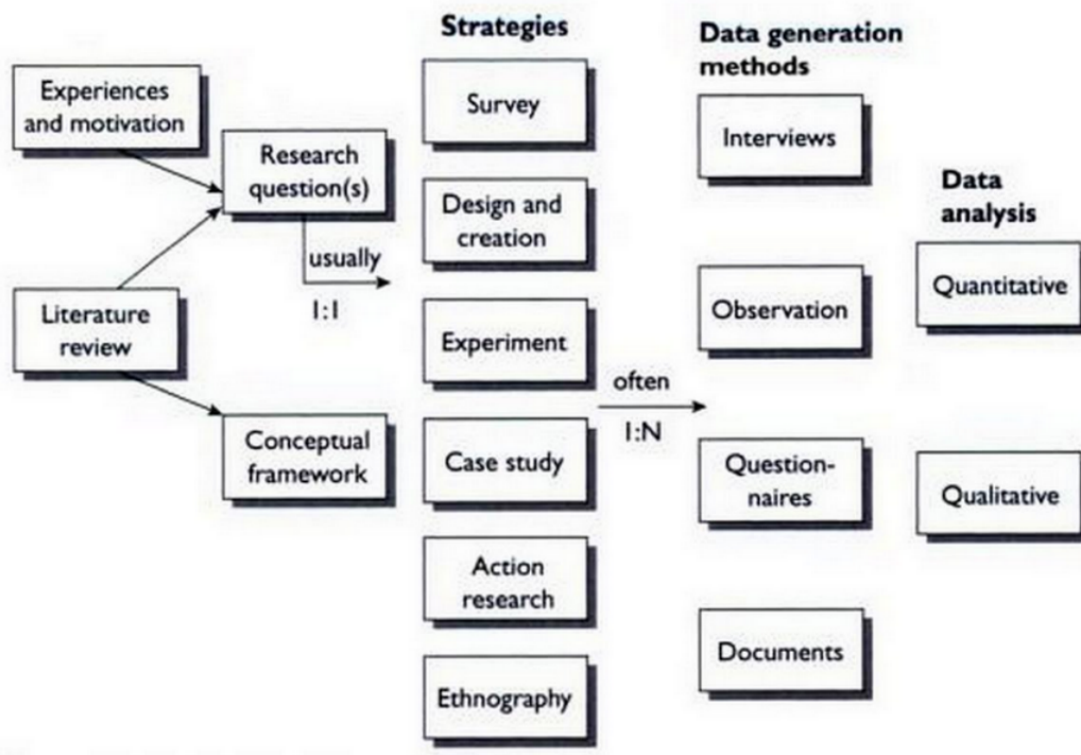 Experiences
and motivation
Literature
review
Research
question(s)
usually
1:1
Conceptual
framework
Strategies
Survey
Design and
creation
Experiment
Case study
Action
research
Ethnography
often
1:N
Data generation
methods
Interviews
Observation
Question-
naires
Documents
Data
analysis
Quantitative
Qualitative